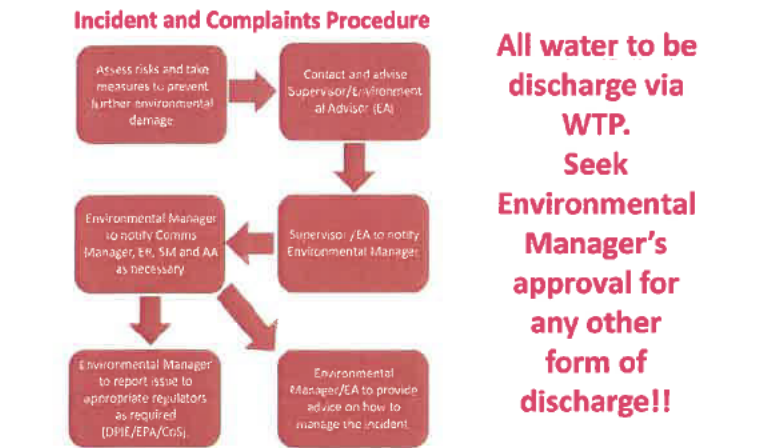 Incident and Complaints Procedure
Assess risks and take
measures to prevent
further environmental
damage
Contact and advise
Supervisor/Environment
al Advisor (EA)
Supervisor /EA to notify
Environmental Manager
Environmental Manager
to notify Comms
Manager, ER, SM and AA
as necessary
Environmental Manager
to report issue to
appropriate regulators
as required
(DPIE/EPA/CoS).
Environmental
Manager/EA to provide
advice on how to
manage the incident
All water to be
discharge via
WTP.
Seek
Environmental
Manager's
approval for
any other
form of
discharge!!